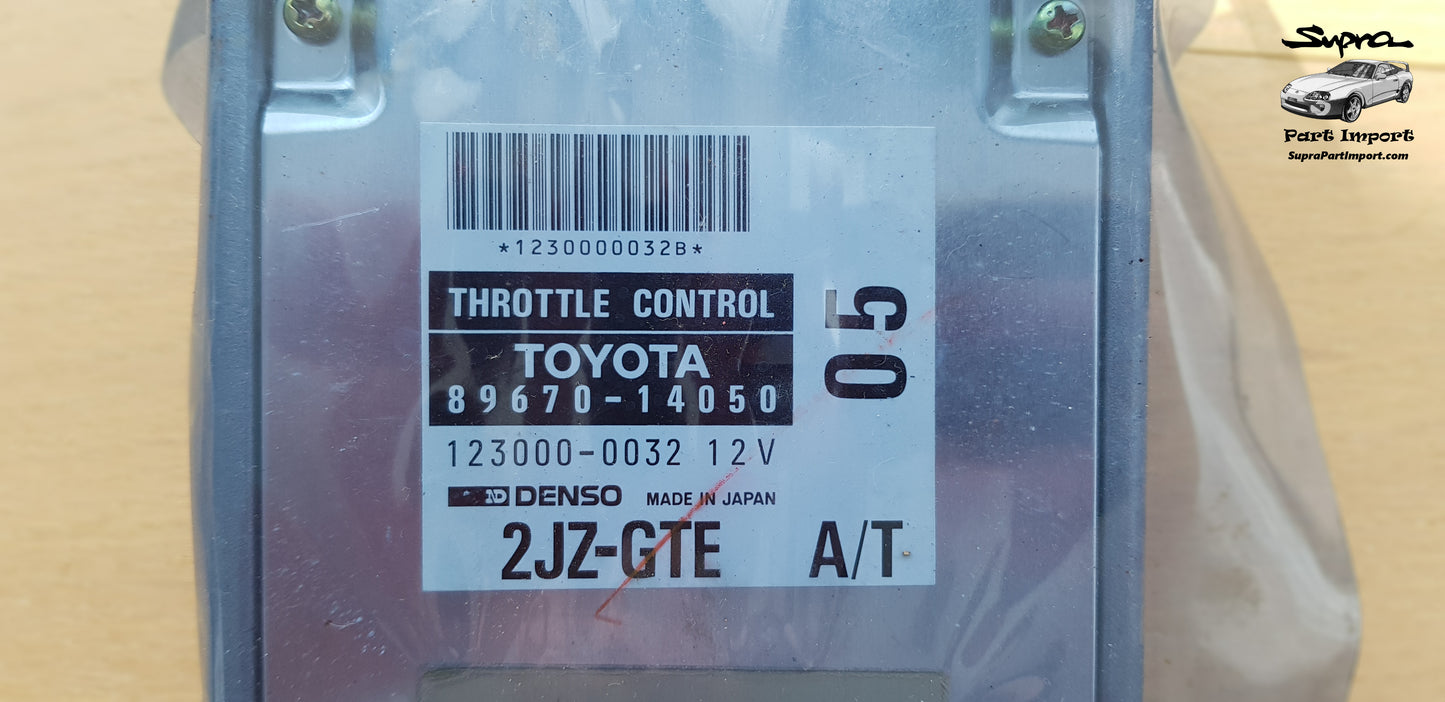 *1230000032B*
THROTTLE CONTROL
TOYOTA
89670-14050
123000-0032 12V
ND DENSO MADE IN JAPAN
2JZ-GTE A/T
05
Supra
Part Import
SupraPartImport.com